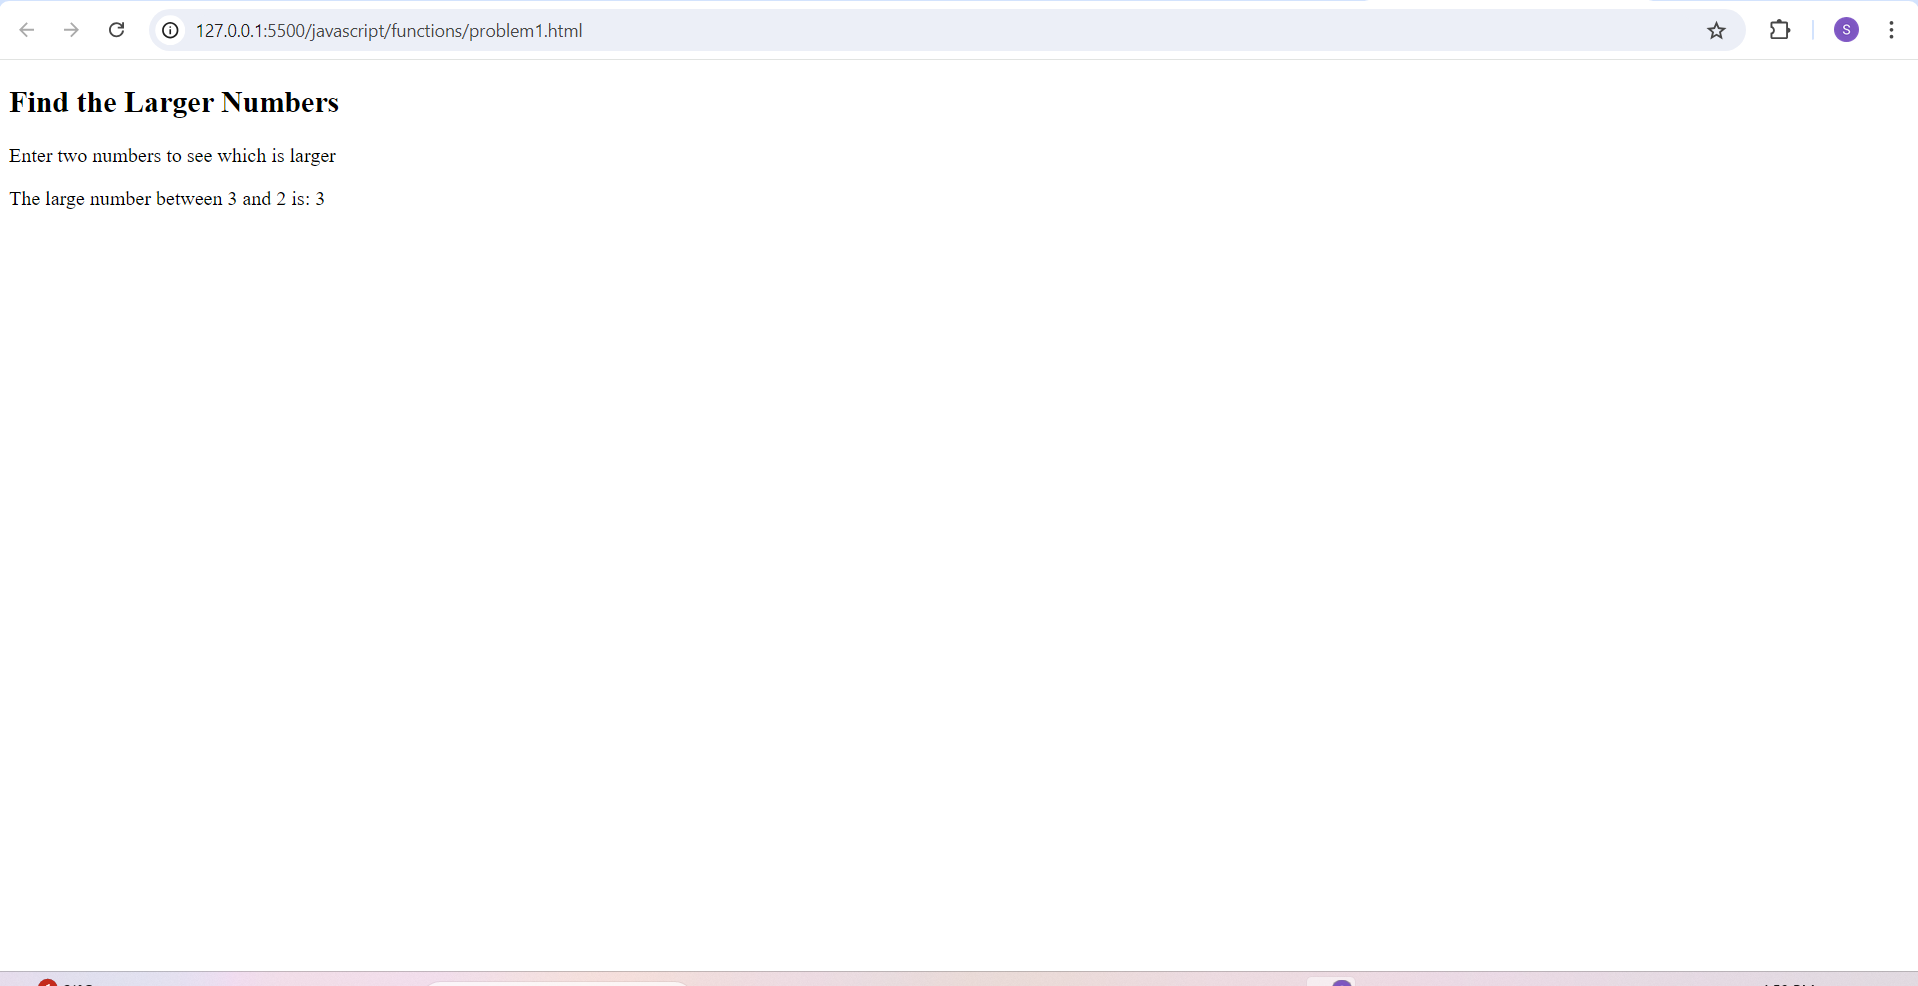 127.0.0.1:5500/javascript/functions/problem1.html
S
Find the Larger Numbers
Enter two numbers to see which is larger
The large number between 3 and 2 is: 3